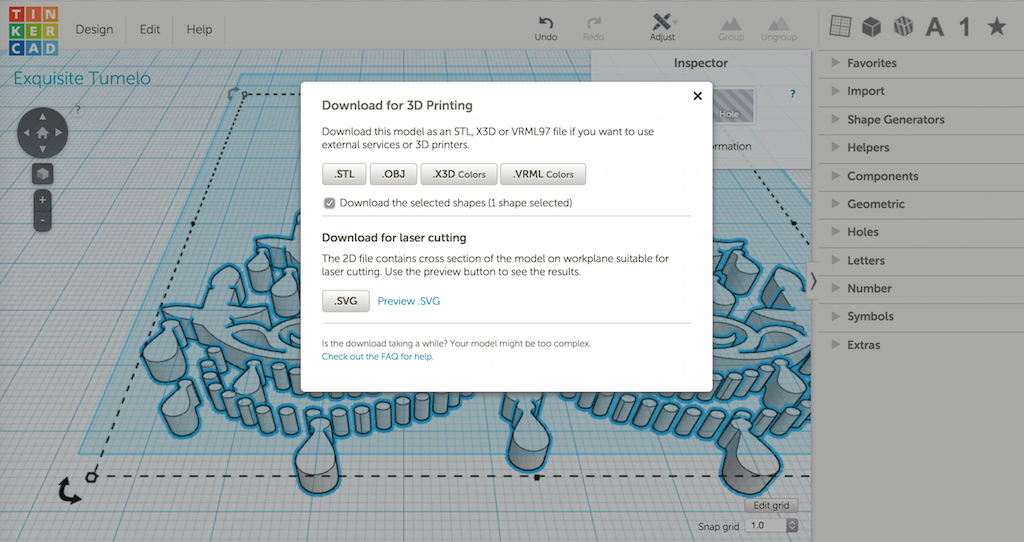 TIN
KER
CAD
Design
Edit
Help
Undo
Redo
Adjust
Group
Ungroup
A
1
Exquisite Tumelo
?
Inspector
?
Hole
Download for 3D Printing
Download this model as an STL, X3D or VRML97 file if you want to use
external services or 3D printers.
.STL
.OBJ
.X3D Colors
.VRML Colors
Download the selected shapes (1 shape selected)
Download for laser cutting
The 2D file contains cross section of the model on workplane suitable for
laser cutting. Use the preview button to see the results.
.SVG
Preview .SVG
Is the download taking a while? Your model might be too complex.
Check out the FAQ for help.
Favorites
Import
Shape Generators
Helpers
Components
Geometric
Holes
Letters
Number
Symbols
Extras
+
-
Edit grid
Snap grid 1.0